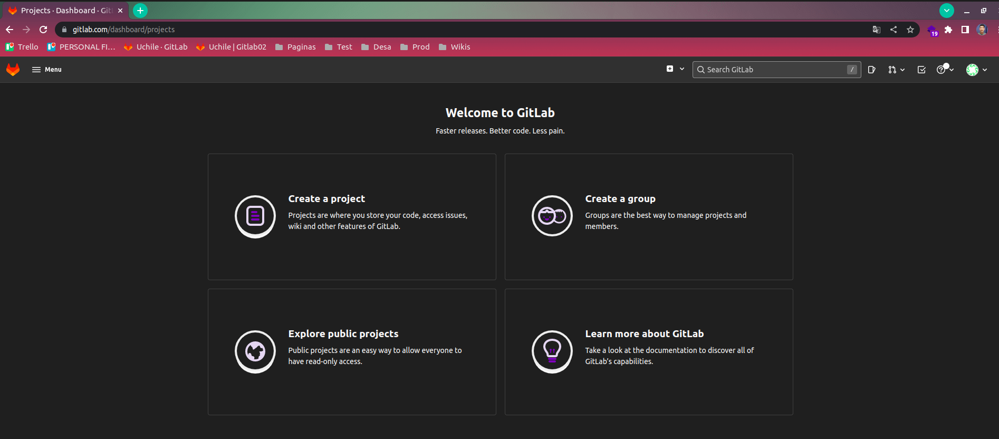 Projects · Dashboard · Gitl
gitlab.com/dashboard/projects
19
Trello PERSONAL FI... Uchile · GitLab Uchile | Gitlab02 Paginas Test Desa Prod Wikis
Menu Search GitLab /
Welcome to GitLab
Faster releases. Better code. Less pain.
Create a project
Projects are where you store your code, access issues,
wiki and other features of GitLab.
Create a group
Groups are the best way to manage projects and
members.
Explore public projects
Public projects are an easy way to allow everyone to
have read-only access.
Learn more about GitLab
Take a look at the documentation to discover all of
GitLab’s capabilities.